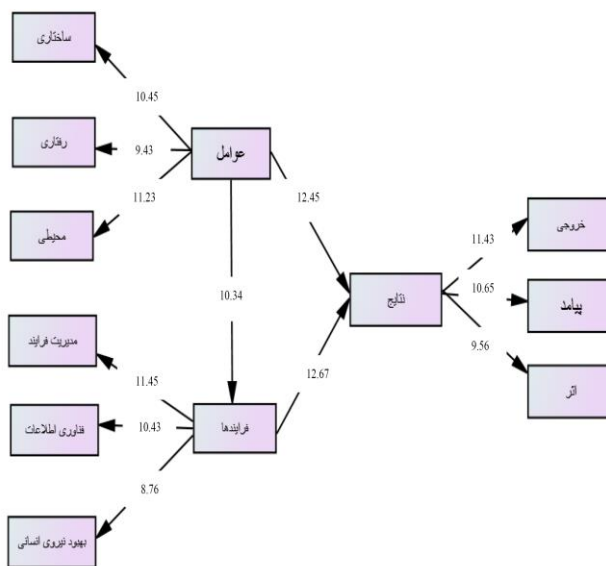 ساختاری
10.45
رفتاری
9.43
عوامل
محیطی
11.23
12.45
خروجی
11.43
10.34
نتایج
10.65
پیامد
9.56
مدیریت فرایند
11.45
12.67
اثر
فناوری اطلاعات
10.43
فرایندها
8.76
بهبود نیروی انسانی